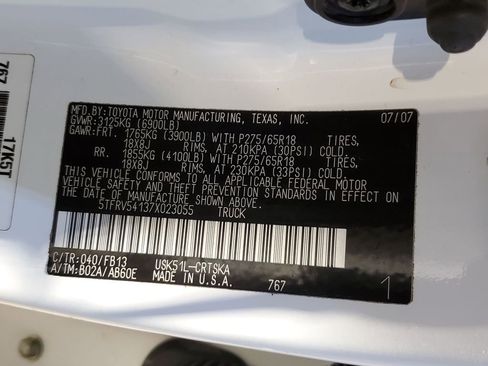 MFD.BY:TOYOTA MOTOR MANUFACTURING, TEXAS, INC. 07/07
GVWR:3125KG (6900LB)
GAWR:FRT. 1765KG (3900LB) WITH P275/65R18 TIRES,
18X8J RIMS, AT 210KPA (30PSI) COLD.
RR. 1855KG (4100LB) WITH P275/65R18 TIRES,
18X8J RIMS, AT 230KPA (33PSI) COLD.
THIS VEHICLE CONFORMS TO ALL APPLICABLE FEDERAL MOTOR
VEHICLE SAFETY AND THEFT PREVENTION STANDARDS IN EFFECT
ON THE DATE OF MANUFACTURE SHOWN ABOVE.
5TFRV54137X023055 TRUCK
C/TR:040/FB13 USK51L-CRTSKA
A/TM:B02A/AB60E MADE IN U.S.A. 767 1
767
17K5T